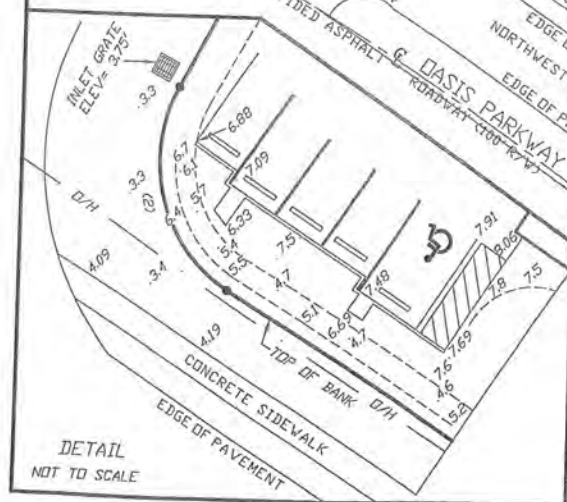 IDED ASPHALT
ROADWAY (100' R/W)
℄ OASIS PARKWAY
EDGE O
NORTHWEST
EDGE OF P
INLET GRATE
ELEV= 3.75'
3.3
6.88
7.09
6.7
6.1
5.7
3.3
(2)
6.4
6.33
5.4
5.5
7.5
O/H
4.09
3.4
4.7
7.48
7.91
8.06
7.5
7.8
5.1
6.69
4.7
7.69
7.6
4.6
5.2
4.19
TOP OF BANK
O/H
CONCRETE SIDEWALK
EDGE OF PAVEMENT
DETAIL
NOT TO SCALE